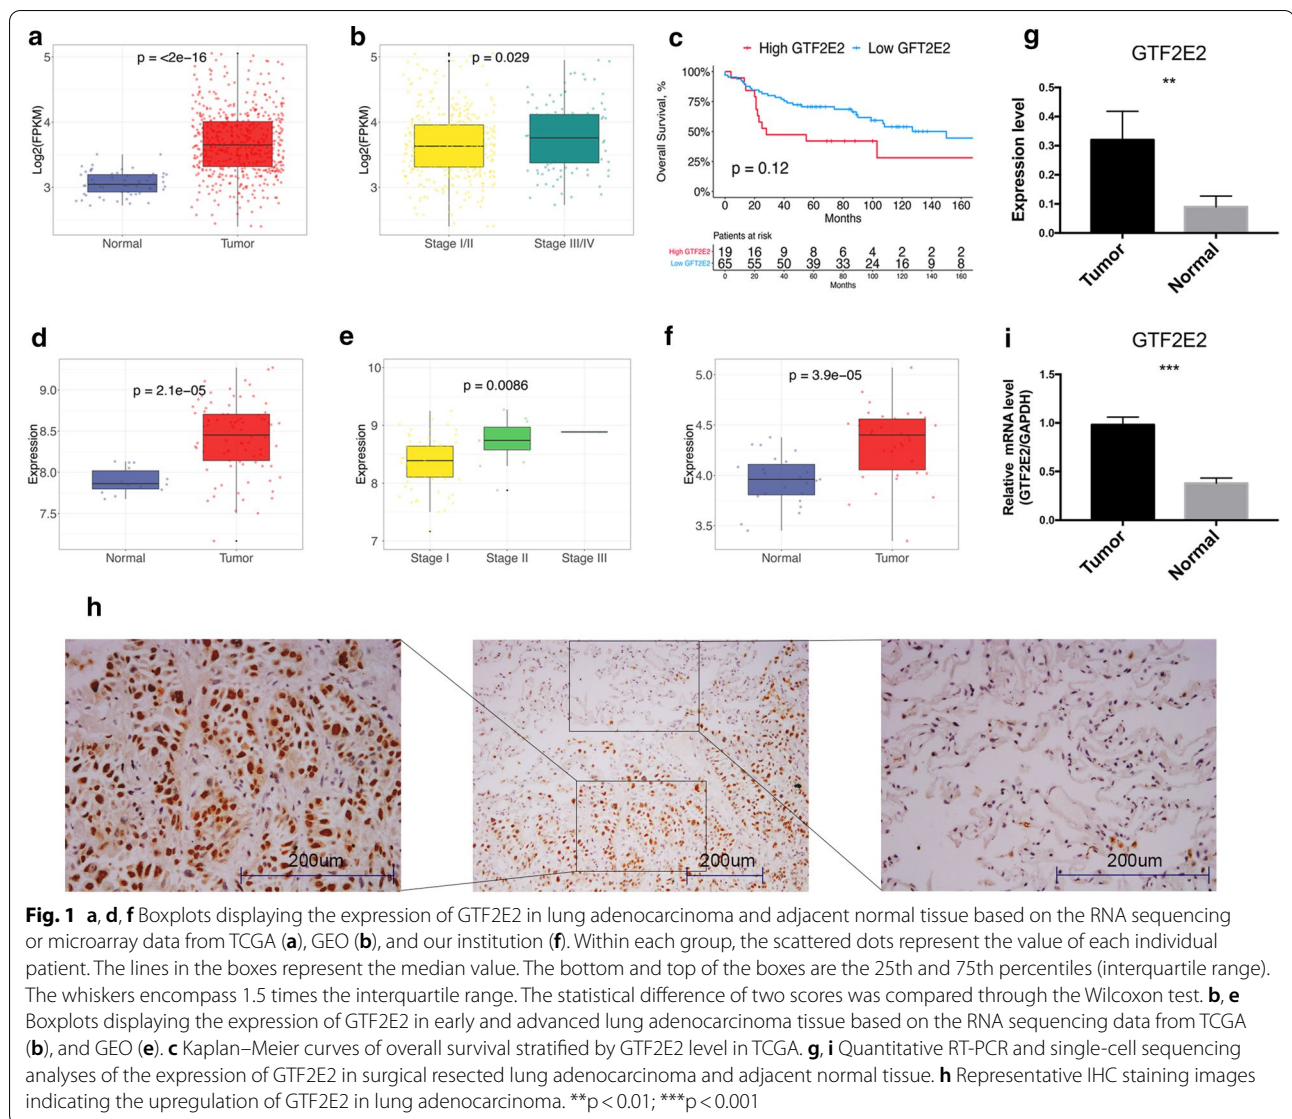 a
p = <2e−16
Log2(FPKM)
5
4
3
Normal
Tumor
b
p = 0.029
Log2(FPKM)
5
4
3
Stage I/II
Stage III/IV
c
High GTF2E2
Low GFT2E2
Overall Survival, %
100%
75%
50%
25%
0%
p = 0.12
0 20 40 60 80 100 120 140 160
Months
Patients at risk
High GTF2E2 19 16 9 8 6 4 2 2 2
Low GFT2E2 65 55 50 39 33 24 16 9 8
0 20 40 60 80 100 120 140 160
Months
g
GTF2E2
**
Expression level
0.5
0.4
0.3
0.2
0.1
0.0
Tumor
Normal
d
p = 2.1e−05
Expression
9.0
8.5
8.0
7.5
Normal
Tumor
e
p = 0.0086
Expression
10
9
8
7
Stage I
Stage II
Stage III
f
p = 3.9e−05
Expression
5.0
4.5
4.0
3.5
Normal
Tumor
i
GTF2E2
***
Relative mRNA level
(GTF2E2/GAPDH)
1.5
1.0
0.5
0.0
Tumor
Normal
h
200um
200um
200um
Fig. 1 a, d, f Boxplots displaying the expression of GTF2E2 in lung adenocarcinoma and adjacent normal tissue based on the RNA sequencing
or microarray data from TCGA (a), GEO (b), and our institution (f). Within each group, the scattered dots represent the value of each individual
patient. The lines in the boxes represent the median value. The bottom and top of the boxes are the 25th and 75th percentiles (interquartile range).
The whiskers encompass 1.5 times the interquartile range. The statistical difference of two scores was compared through the Wilcoxon test. b, e
Boxplots displaying the expression of GTF2E2 in early and advanced lung adenocarcinoma tissue based on the RNA sequencing data from TCGA
(b), and GEO (e). c Kaplan–Meier curves of overall survival stratified by GTF2E2 level in TCGA. g, i Quantitative RT-PCR and single-cell sequencing
analyses of the expression of GTF2E2 in surgical resected lung adenocarcinoma and adjacent normal tissue. h Representative IHC staining images
indicating the upregulation of GTF2E2 in lung adenocarcinoma. **p < 0.01; ***p < 0.001